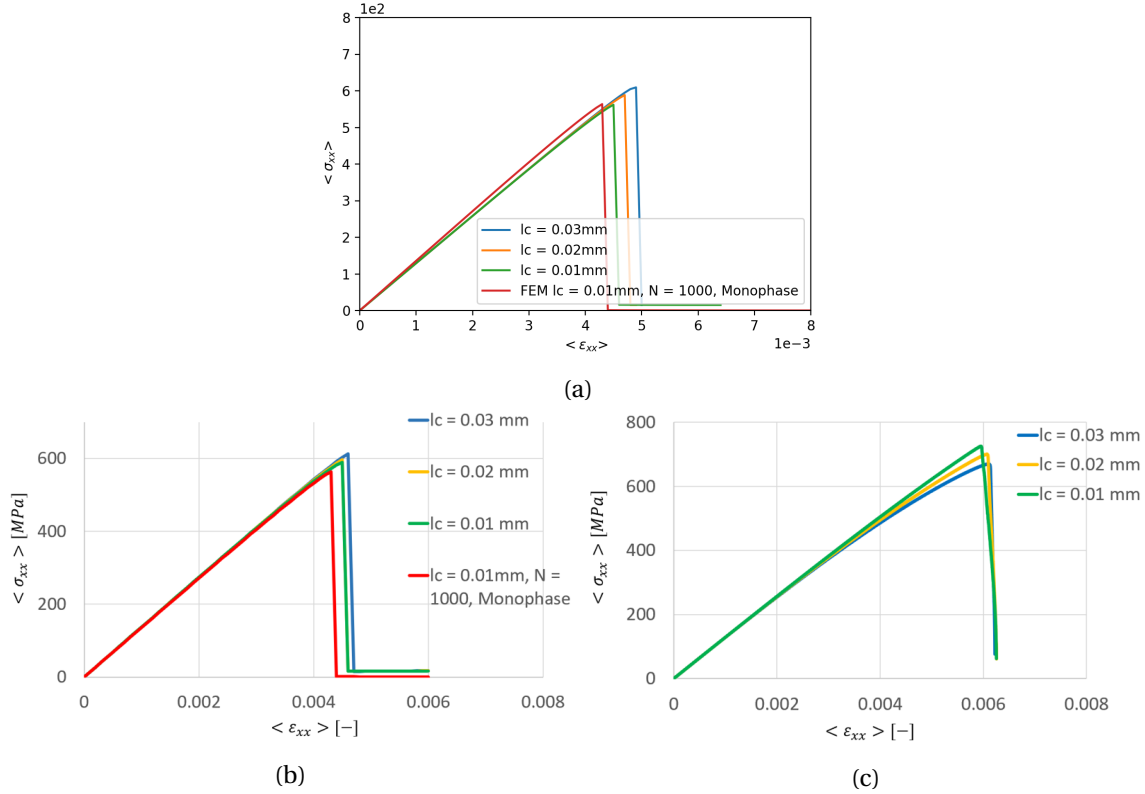 1e2
8
7
6
5
4
3
2
1
0
< σxx >
lc = 0.03mm
lc = 0.02mm
lc = 0.01mm
FEM lc = 0.01mm, N = 1000, Monophase
0 1 2 3 4 5 6 7 8
< εxx >
1e−3
(a)
600
400
200
0
< σxx > [MPa]
lc = 0.03 mm
lc = 0.02 mm
lc = 0.01 mm
lc = 0.01mm, N =
1000, Monophase
0 0.002 0.004 0.006 0.008
< εxx > [−]
(b)
800
600
400
200
0
< σxx > [MPa]
lc = 0.03 mm
lc = 0.02 mm
lc = 0.01 mm
0 0.002 0.004 0.006 0.008
< εxx > [−]
(c)